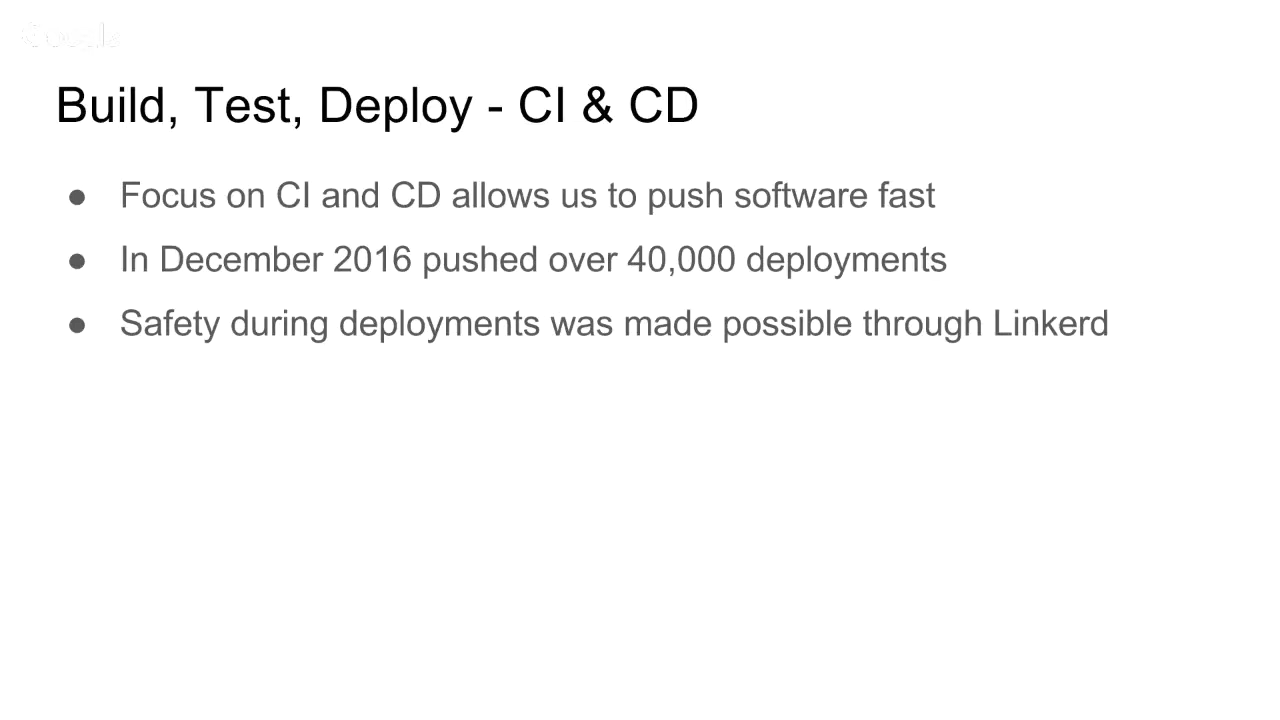 Build, Test, Deploy - CI & CD
● Focus on CI and CD allows us to push software fast
● In December 2016 pushed over 40,000 deployments
● Safety during deployments was made possible through Linkerd